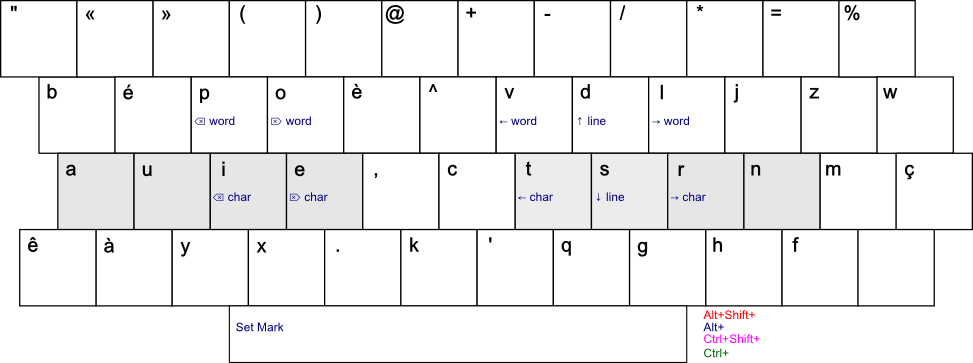 " « » ( ) @ + - / * = %
b é p o è ^ v d l j z w
⌫ word ⌦ word ← word ↑ line → word
a u i e , c t s r n m ç
⌫ char ⌦ char ← char ↓ line → char
ê à y x . k ' q g h f
Set Mark
Alt+Shift+
Alt+
Ctrl+Shift+
Ctrl+